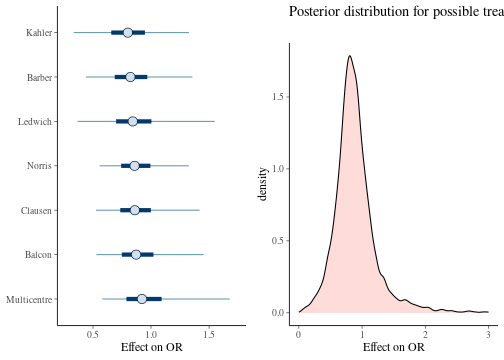 Posterior distribution for possible trea
Kahler
Barber
Ledwich
Norris
Clausen
Balcon
Multicentre
0.5
1.0
1.5
Effect on OR
density
1.5
1.0
0.5
0.0
0
1
2
3
Effect on OR